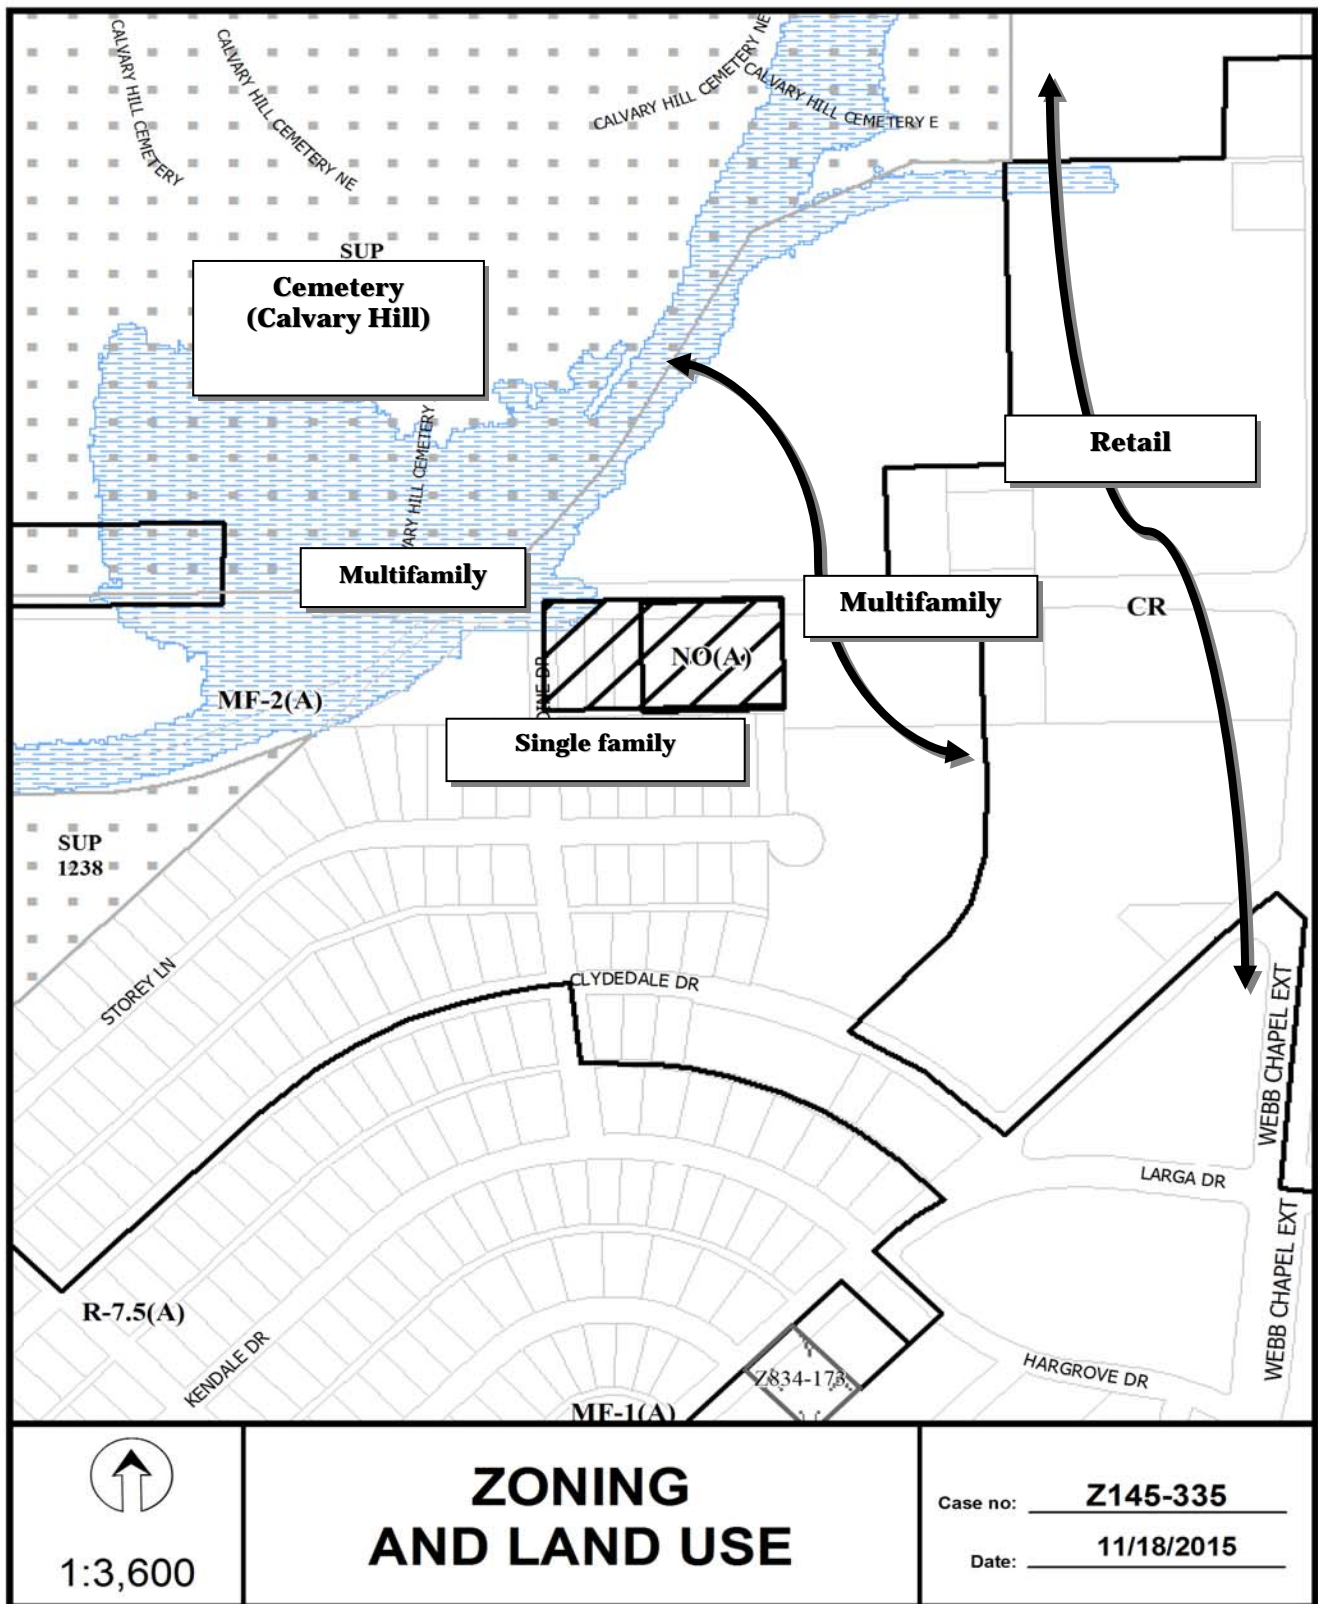 CALVARY HILL CEMETERY
CALVARY HILL CEMETERY NE
CALVARY HILL CEMETERY NE
CALVARY HILL CEMETERY E
SUP
Cemetery
(Calvary Hill)
HILL CEMETERY
Retail
Multifamily
Multifamily
CR
NO(A)
MF-2(A)
DR
Single family
SUP
1238
STOREY LN
CLYDEDALE DR
WEBB CHAPEL EXT
LARGA DR
WEBB CHAPEL EXT
R-7.5(A)
KENDALE DR
HARGROVE DR
Z834-173
MF-1(A)
1:3,600
ZONING
AND LAND USE
Case no: Z145-335
Date: 11/18/2015